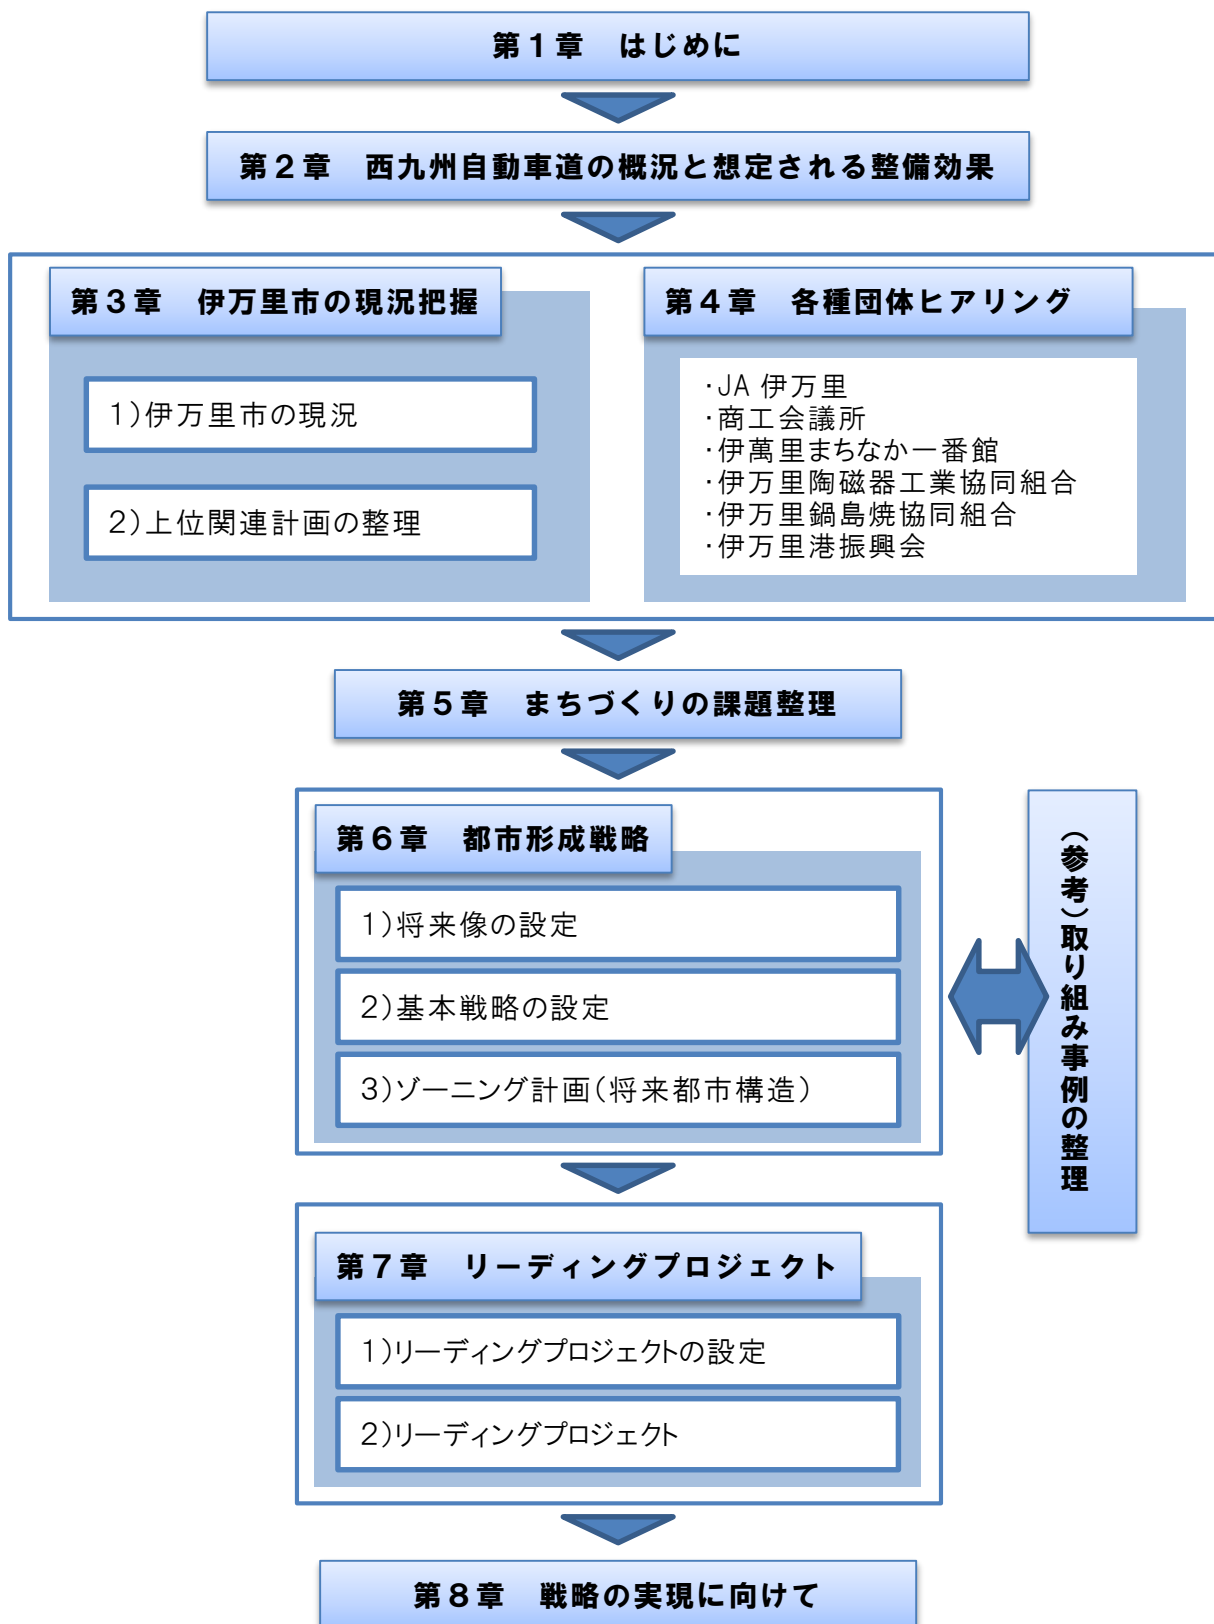 第１章　はじめに
第２章　西九州自動車道の概況と想定される整備効果
第３章　伊万里市の現況把握
1)伊万里市の現況
2)上位関連計画の整理
第４章　各種団体ヒアリング
・JA 伊万里
・商工会議所
・伊萬里まちなか一番館
・伊万里陶磁器工業協同組合
・伊万里鍋島焼協同組合
・伊万里港振興会
第５章　まちづくりの課題整理
第６章　都市形成戦略
1)将来像の設定
2)基本戦略の設定
3)ゾーニング計画(将来都市構造)
（参考）取り組み事例の整理
第７章　リーディングプロジェクト
1)リーディングプロジェクトの設定
2)リーディングプロジェクト
第８章　戦略の実現に向けて